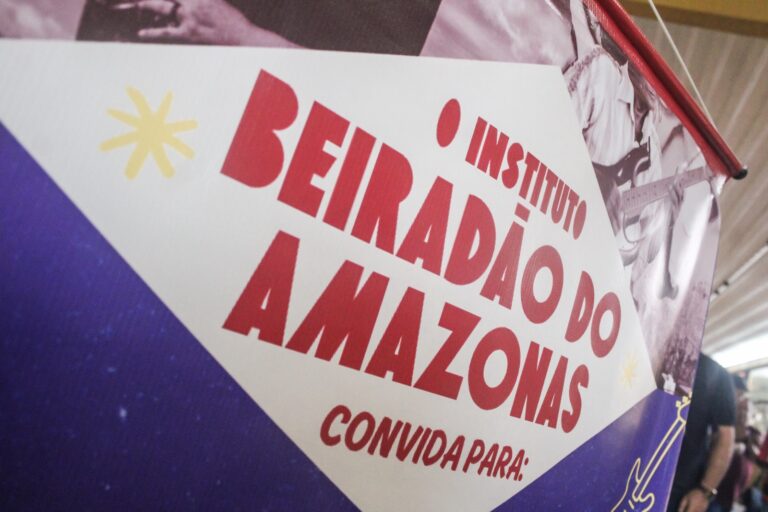 O INSTITUTO
BEIRADÃO DO
AMAZONAS
CONVIDA PARA: